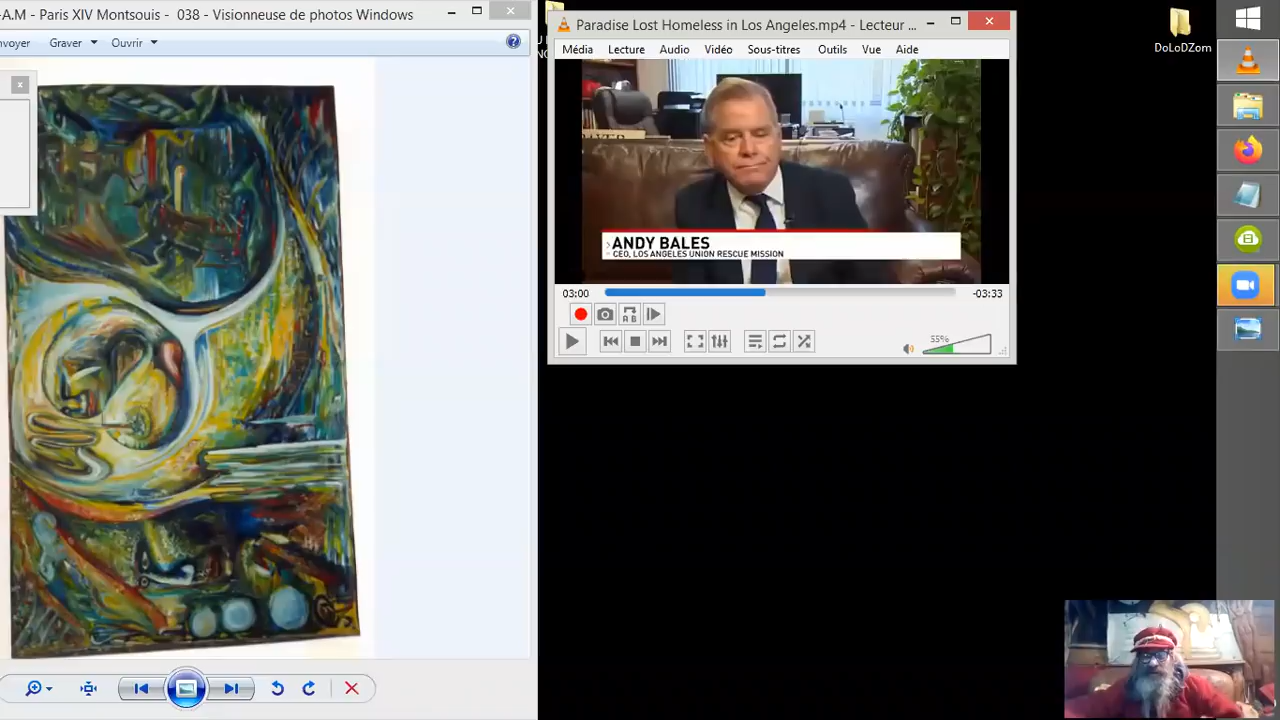 -A.M - Paris XIV Montsouis - 038 - Visionneuse de photos Windows
nvoyer Graver Ouvrir
Paradise Lost Homeless in Los Angeles.mp4 - Lecteur ...
Média Lecture Audio Vidéo Sous-titres Outils Vue Aide
ANDY BALES
CEO, LOS ANGELES UNION RESCUE MISSION
03:00 -03:33
55%
DoLoDZom